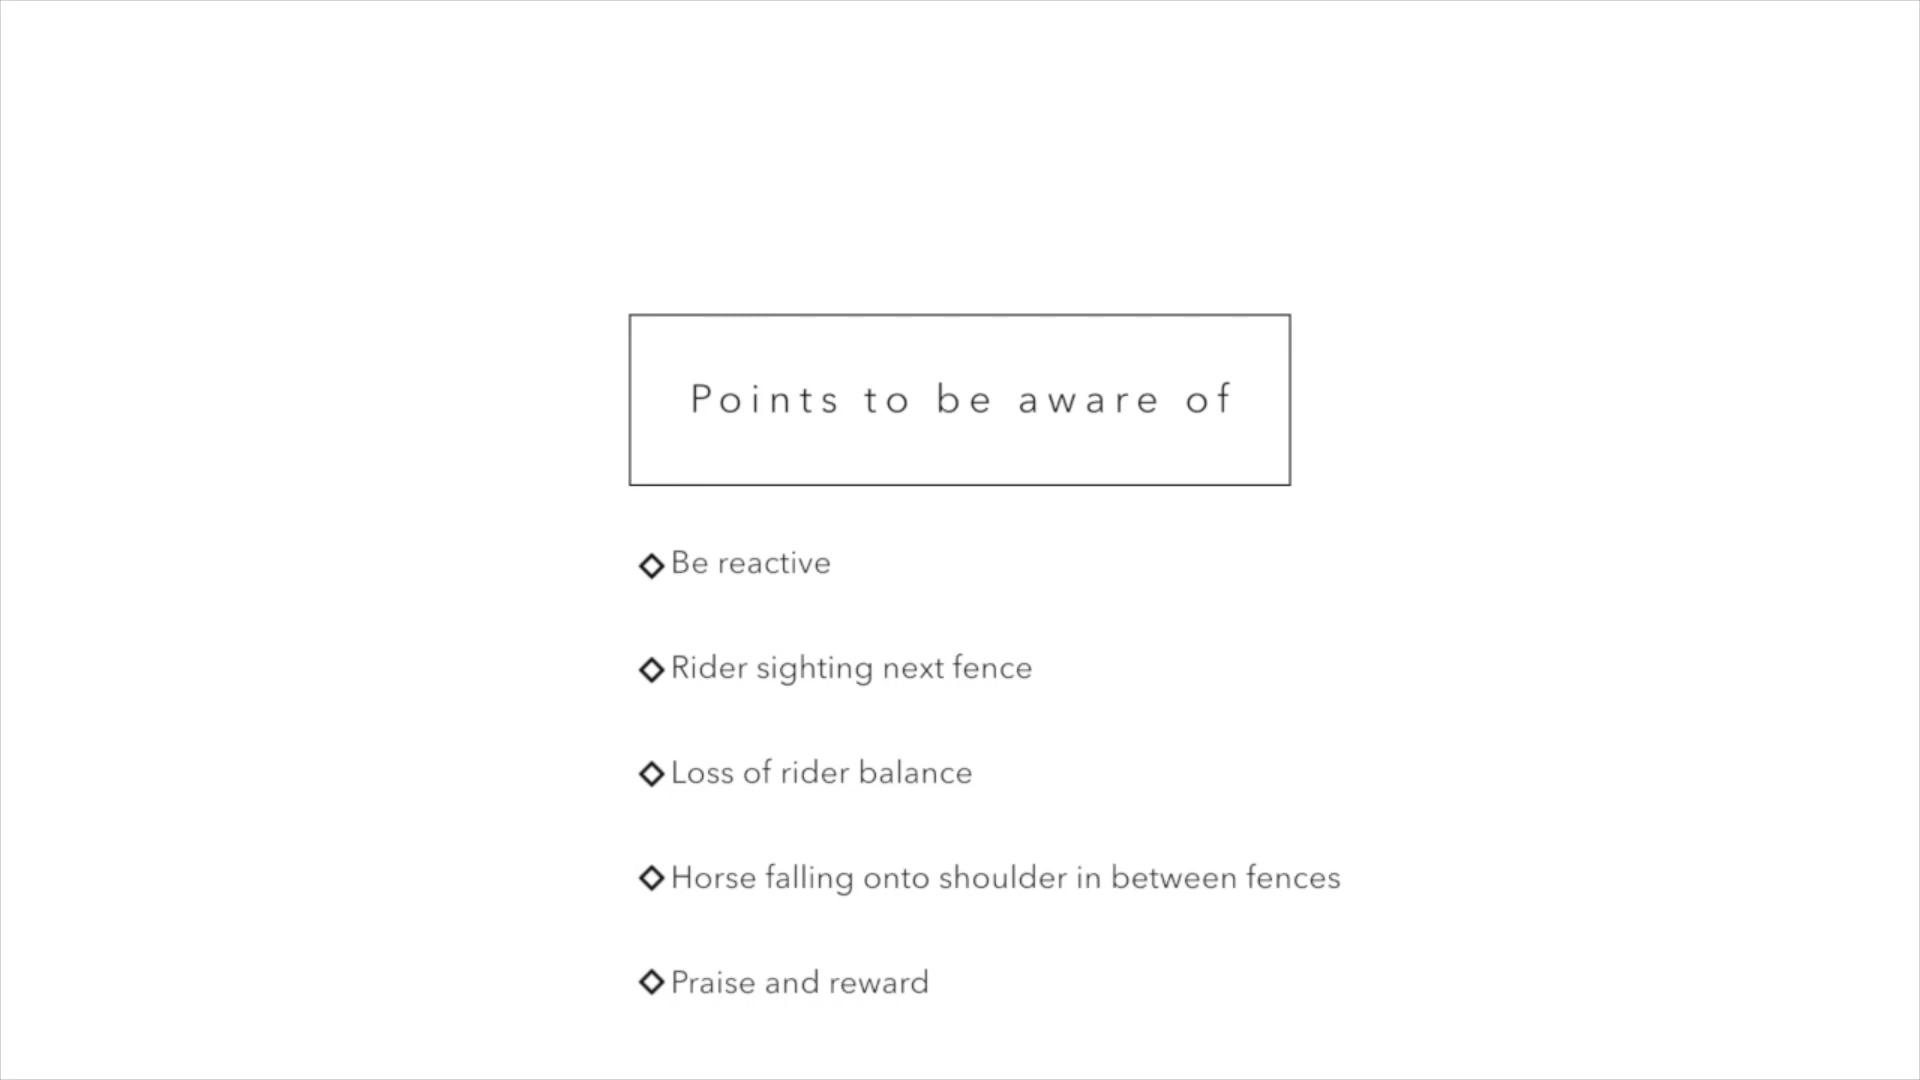 Points to be aware of
Be reactive
Rider sighting next fence
Loss of rider balance
Horse falling onto shoulder in between fences
Praise and reward